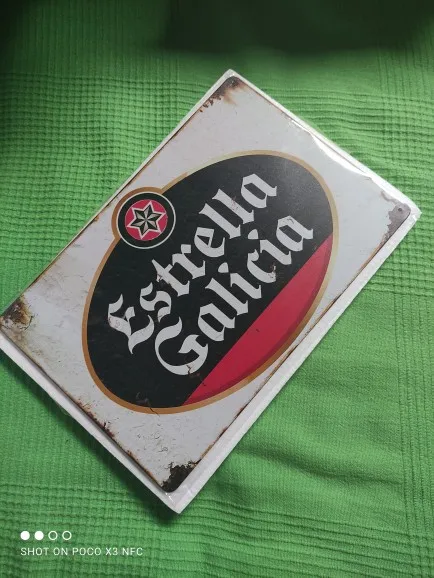 Estrella
Galicia
SHOT ON POCO X3 NFC